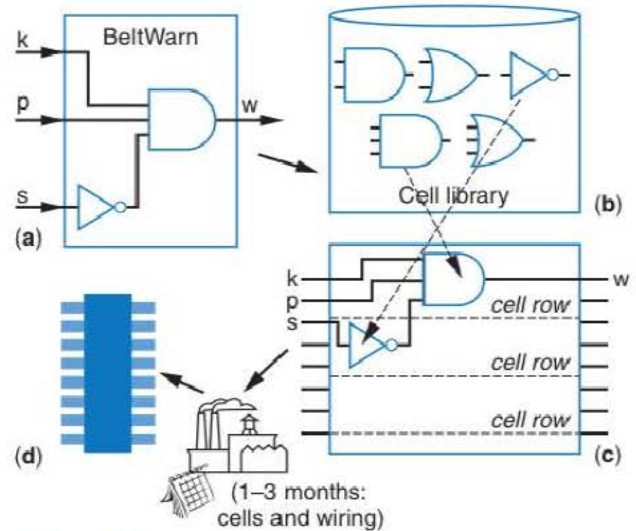 BeltWarn
k
p
w
s
(a)
Cell library
(b)
k
w
p
s
cell row
cell row
cell row
(c)
(d)
(1–3 months:
cells and wiring)